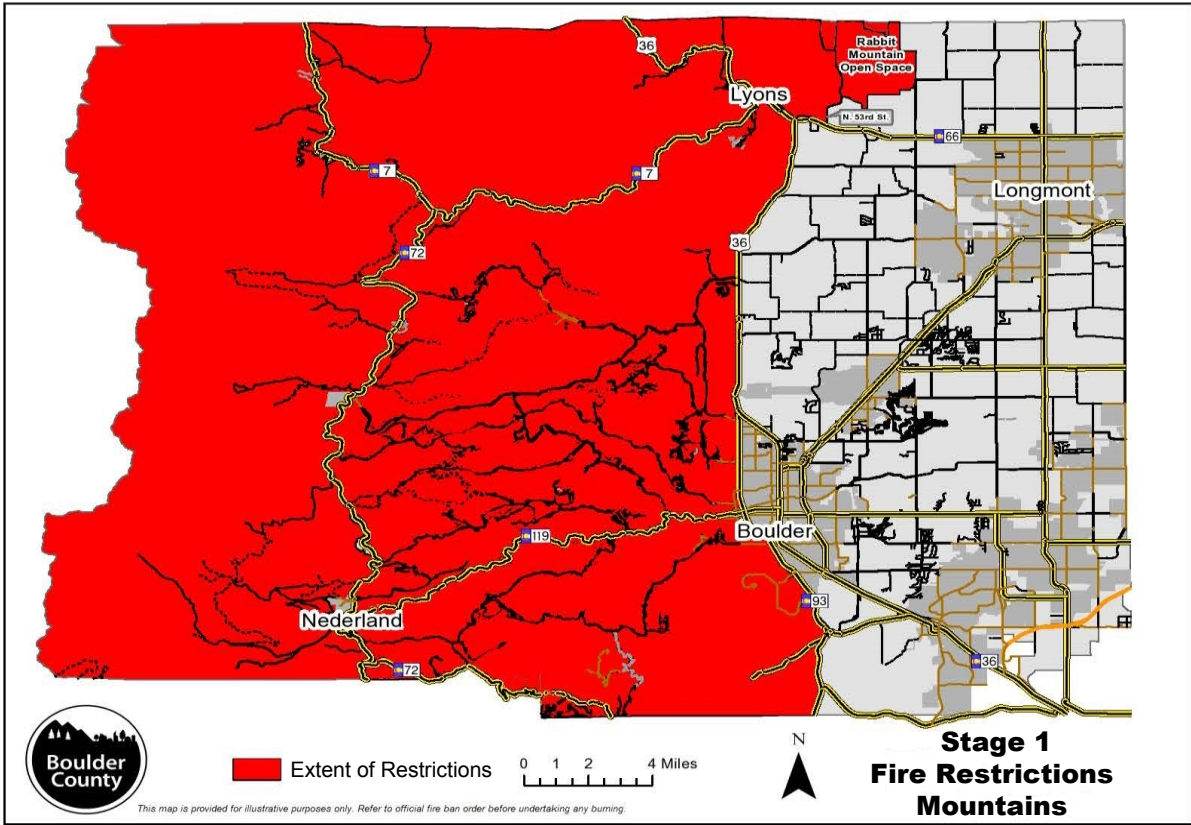 36
Rabbit
Mountain
Open Space
Lyons
N. 53rd St.
66
7
7
Longmont
36
72
119
Boulder
93
Nederland
36
72
Boulder
County
Extent of Restrictions
0 1 2 4 Miles
N
Stage 1
Fire Restrictions
Mountains
This map is provided for illustrative purposes only. Refer to official fire ban order before undertaking any burning.